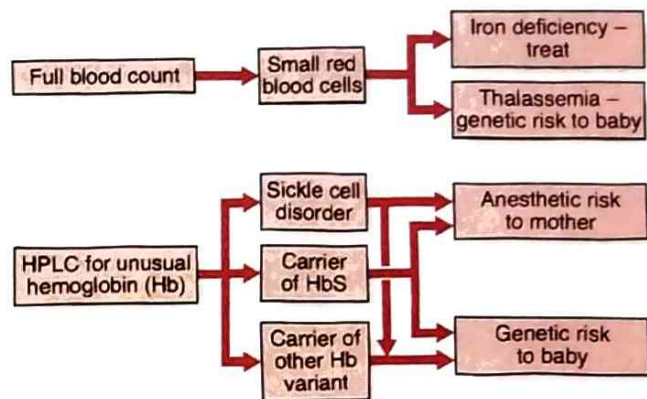 Full blood count
Small red
blood cells
Iron deficiency –
treat
Thalassemia –
genetic risk to baby
HPLC for unusual
hemoglobin (Hb)
Sickle cell
disorder
Carrier
of HbS
Carrier of
other Hb
variant
Anesthetic risk
to mother
Genetic risk
to baby